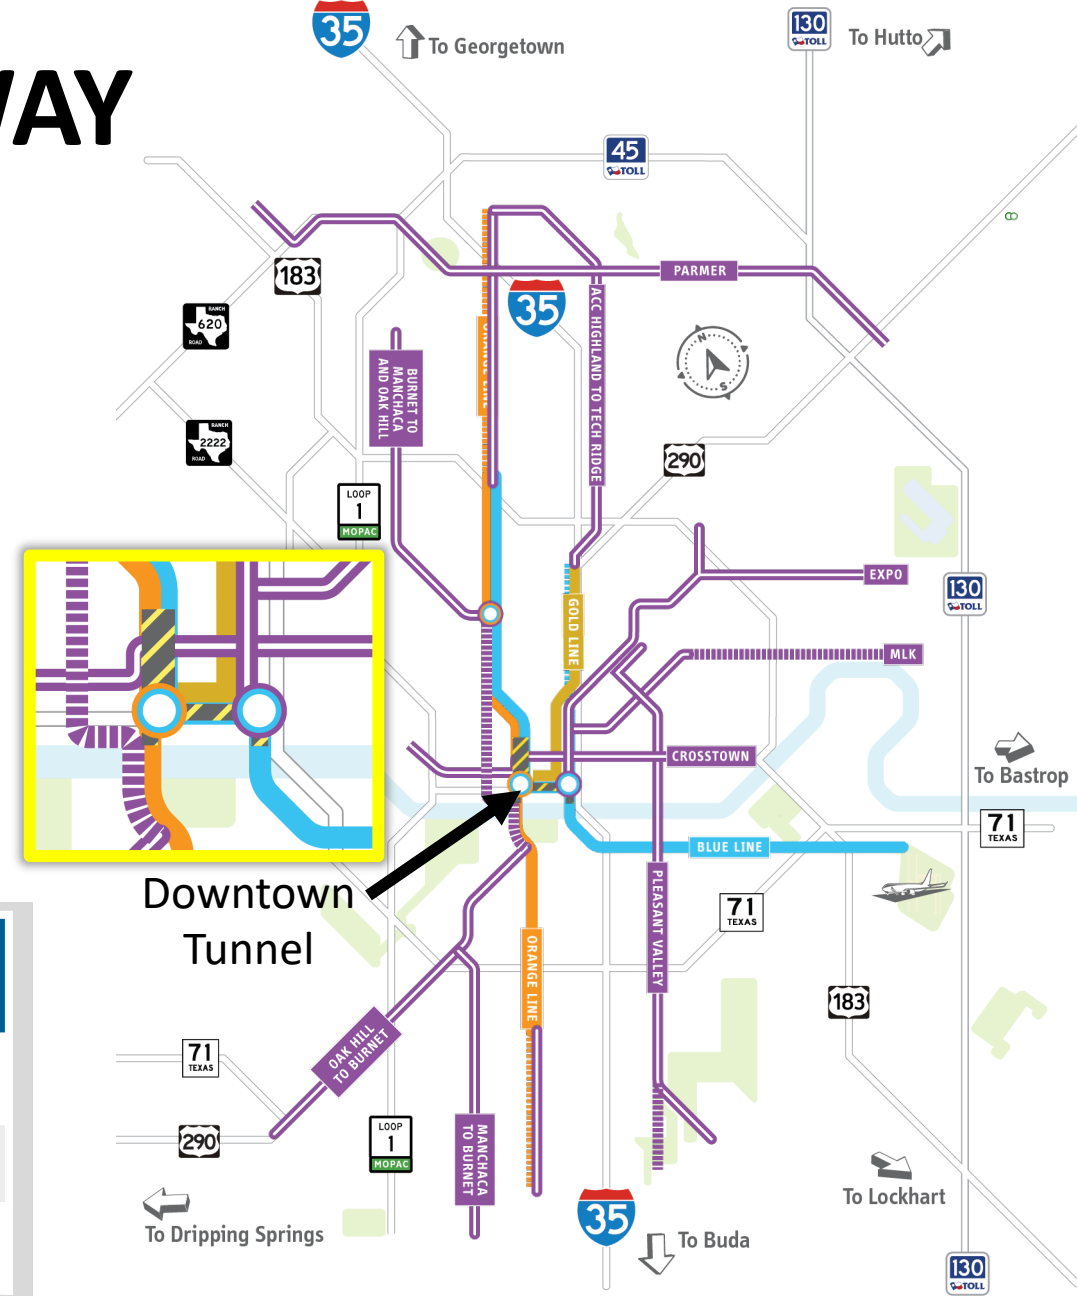 WAY
35
To Georgetown
130
TOLL
To Hutto
45
TOLL
183
PARMER
35
RANCH
620
ROAD
ORANGE LINE
ACC HIGHLAND TO TECH RIDGE
N
S
BURNET TO
MANCHACA
AND OAK HILL
RANCH
2222
ROAD
290
LOOP
1
MOPAC
EXPO
130
TOLL
GOLD LINE
MLK
CROSSTOWN
To Bastrop
71
TEXAS
BLUE LINE
Downtown
Tunnel
PLEASANT VALLEY
71
TEXAS
ORANGE LINE
183
OAK HILL
TO BURNET
71
TEXAS
290
LOOP
1
MOPAC
MANCHACA
TO BURNET
To Dripping Springs
35
To Buda
To Lockhart
130
TOLL